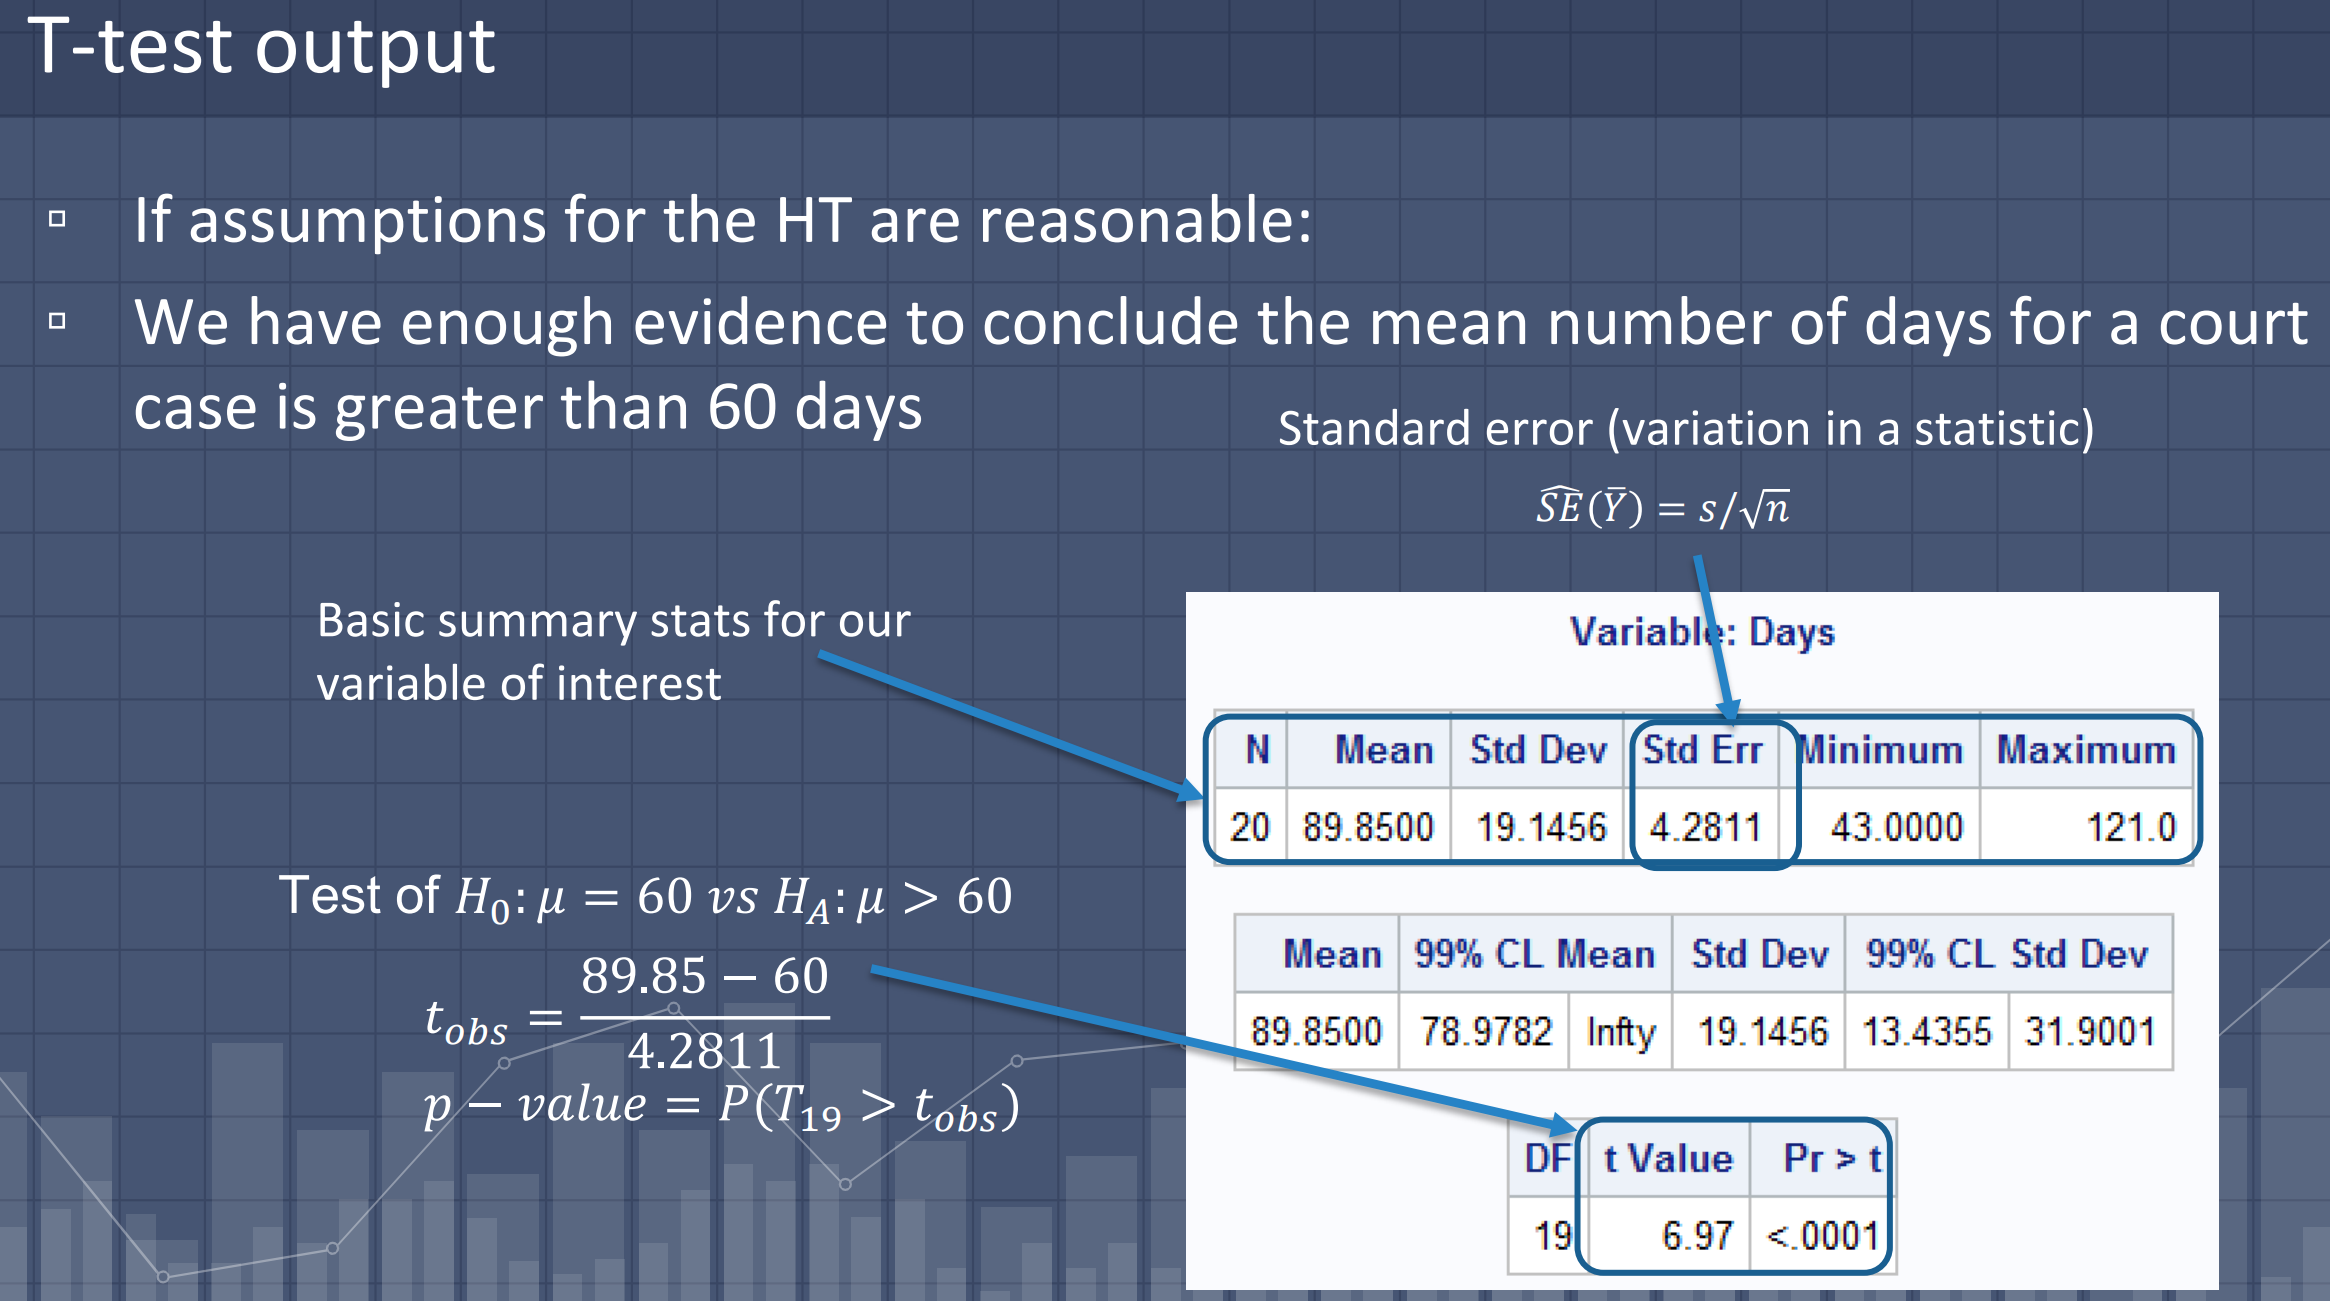 T-test output
▫ If assumptions for the HT are reasonable:
▫ We have enough evidence to conclude the mean number of days for a court
case is greater than 60 days
Standard error (variation in a statistic)
$\widehat{SE}(\bar{Y}) = s/\sqrt{n}$
Basic summary stats for our
variable of interest
Test of $H_0: \mu = 60 \; vs \; H_A: \mu > 60$
$t_{obs} = \frac{89.85 - 60}{4.2811}$
$p - value = P(T_{19} > t_{obs})$
Variable: Days
N Mean Std Dev Std Err Minimum Maximum
20 89.8500 19.1456 4.2811 43.0000 121.0
Mean 99% CL Mean Std Dev 99% CL Std Dev
89.8500 78.9782 Infty 19.1456 13.4355 31.9001
DF t Value Pr > t
19 6.97 <.0001